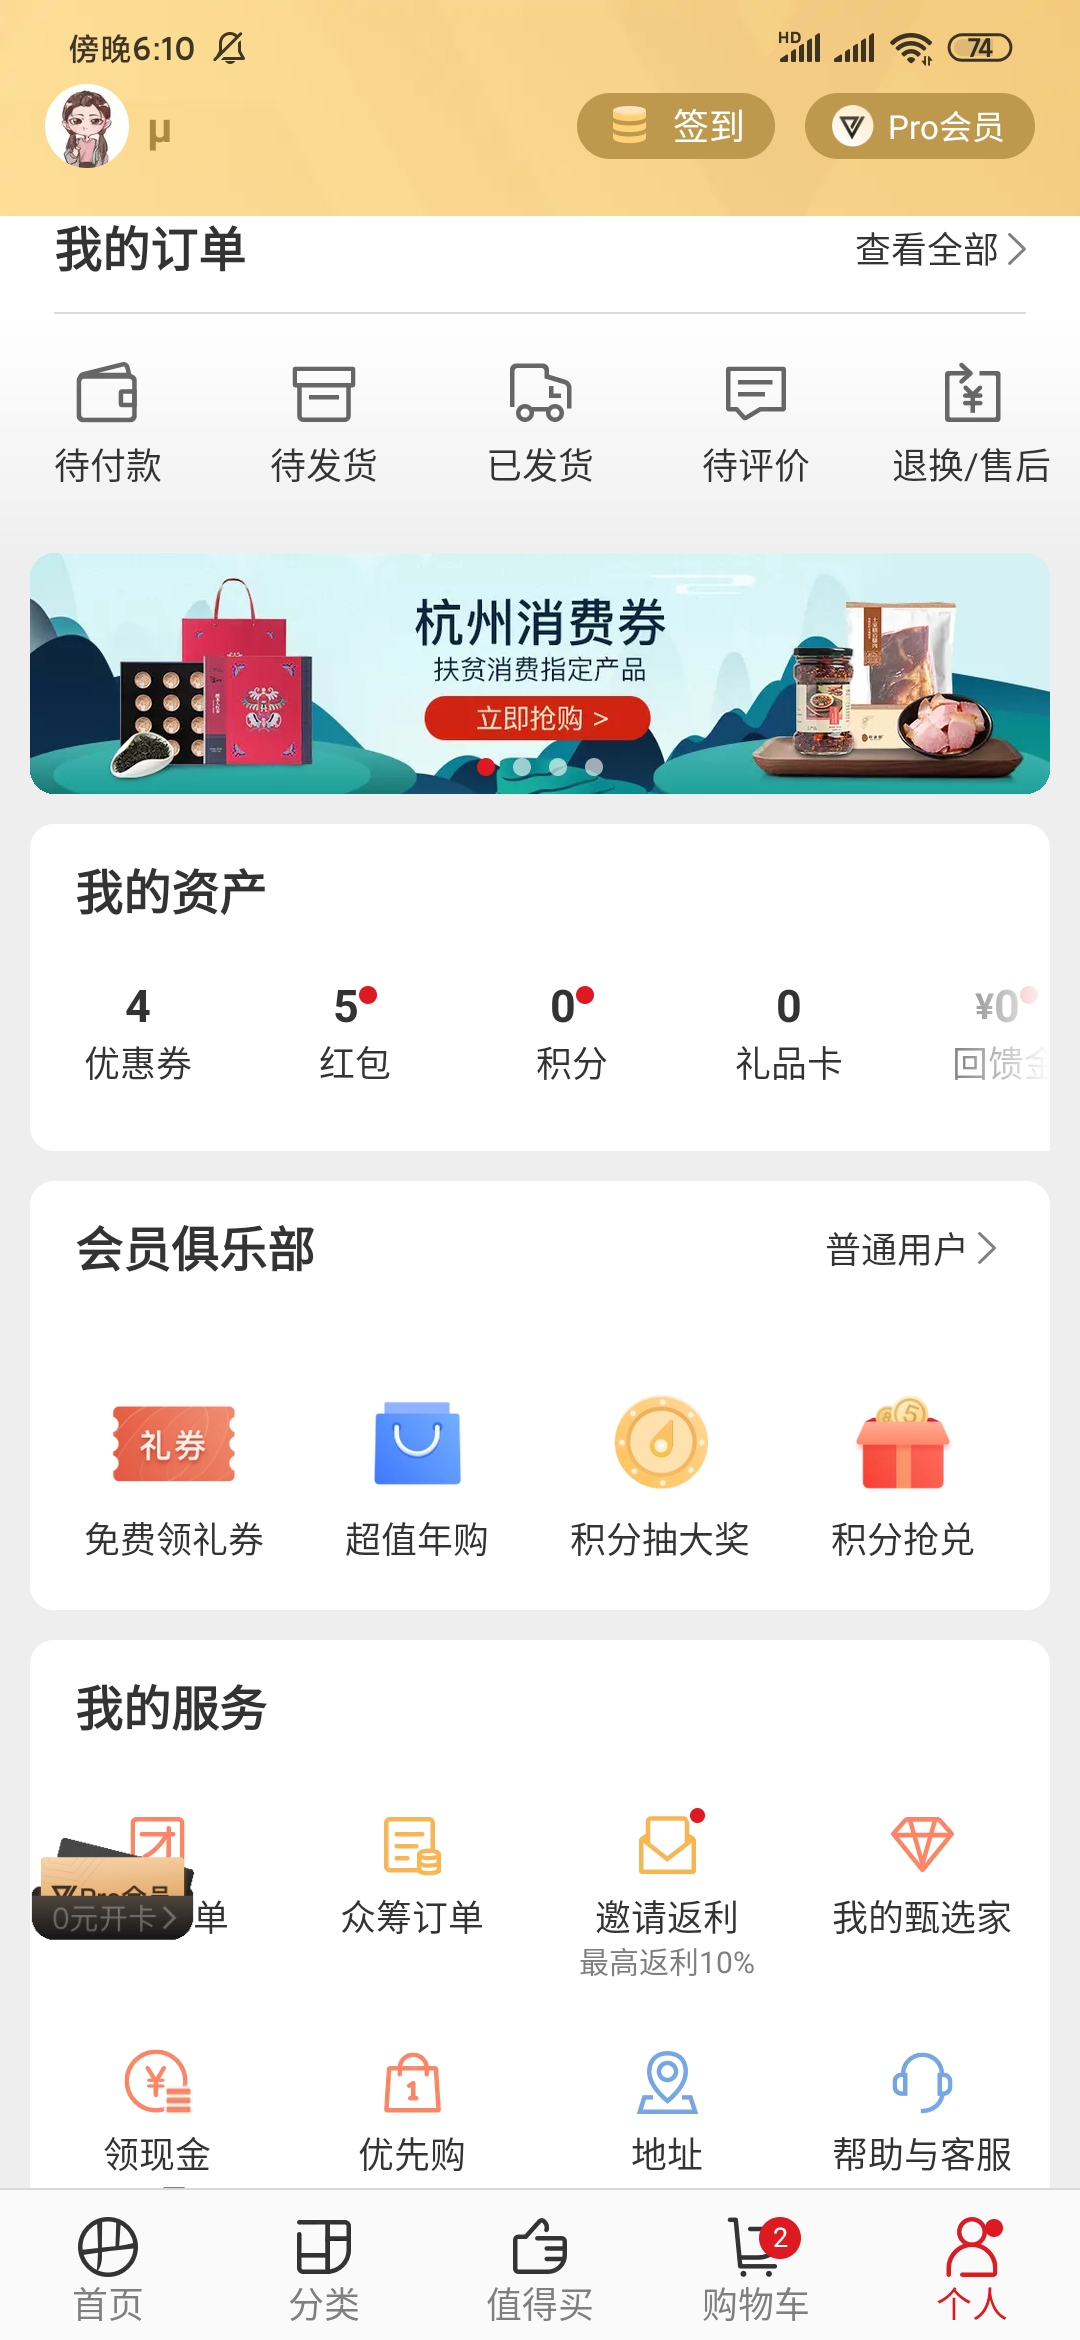 傍晚6:10
HD
74
μ
签到
Pro会员
我的订单
查看全部
待付款
待发货
已发货
待评价
退换/售后
杭州消费券
扶贫消费指定产品
立即抢购 >
我的资产
4
5
0
0
¥0
优惠券
红包
积分
礼品卡
回馈金
会员俱乐部
普通用户
礼券
5
免费领礼券
超值年购
积分抽大奖
积分抢兑
我的服务
Pro会员
0元开卡
单
众筹订单
邀请返利
我的甄选家
最高返利10%
¥
1
领现金
优先购
地址
帮助与客服
2
首页
分类
值得买
购物车
个人